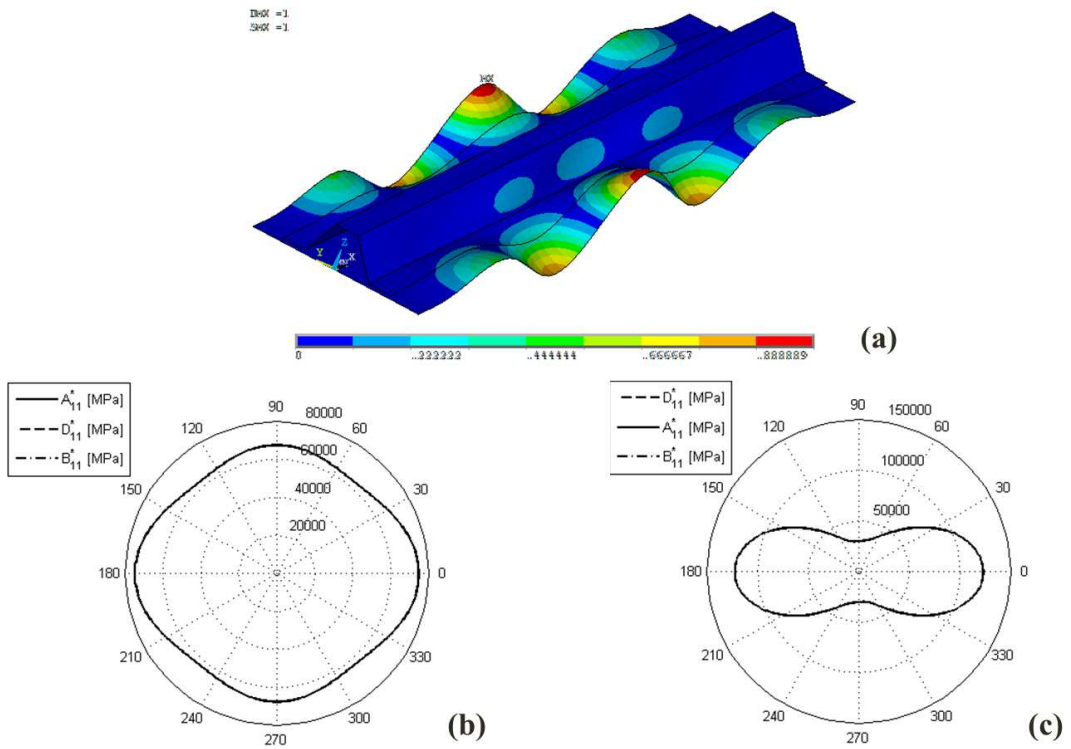 DMX =1
SMX =1
MX
Z
Y
X
0 .222222 .444444 .666667 .888889
(a)
A*11 [MPa]
D*11 [MPa]
B*11 [MPa]
90
80000
120
60
60000
40000
20000
150
30
180
0
210
330
240
300
270
(b)
D*11 [MPa]
A*11 [MPa]
B*11 [MPa]
90
150000
120
60
100000
50000
150
30
180
0
210
330
240
300
270
(c)